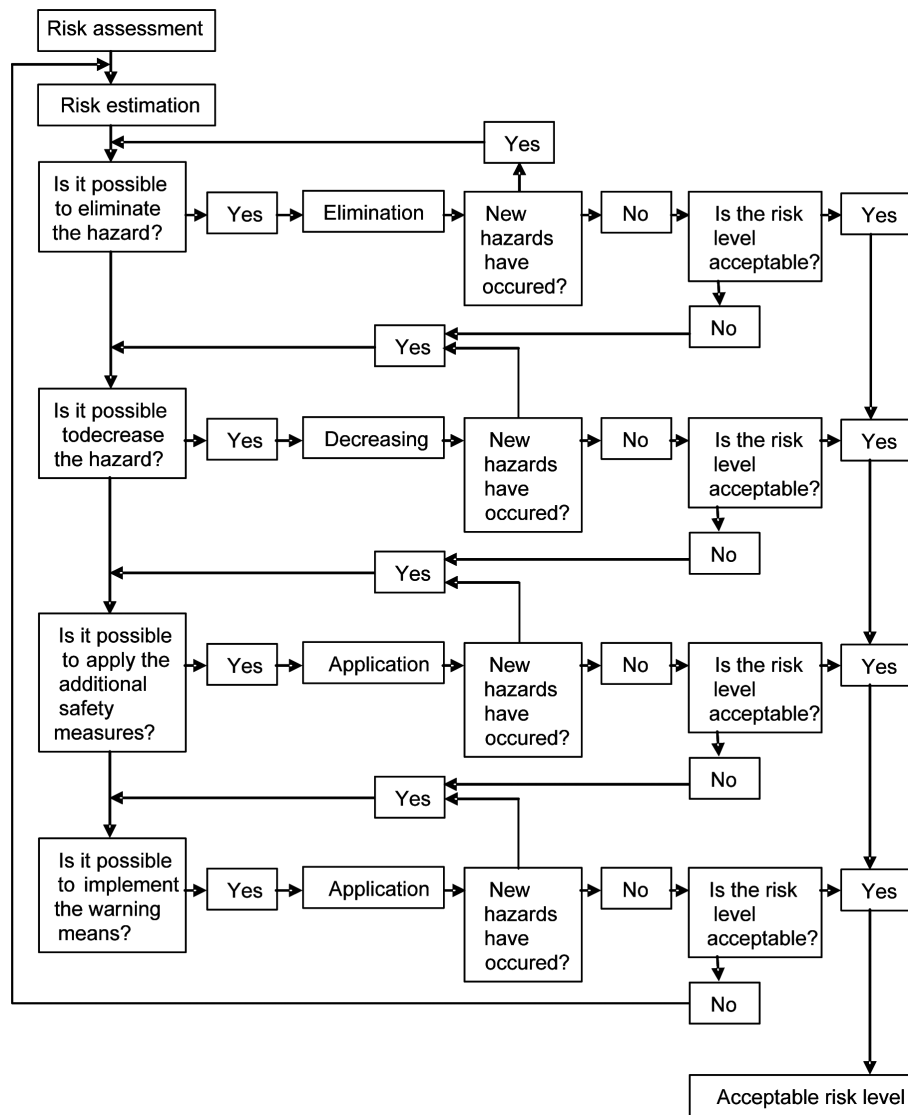 Risk assessment
Risk estimation
Yes
Is it possible
to eliminate
the hazard?
Yes
Elimination
New
hazards
have
occured?
No
Is the risk
level
acceptable?
Yes
No
Yes
Is it possible
todecrease
the hazard?
Yes
Decreasing
New
hazards
have
occured?
No
Is the risk
level
acceptable?
Yes
No
Yes
Is it possible
to apply the
additional
safety
measures?
Yes
Application
New
hazards
have
occured?
No
Is the risk
level
acceptable?
Yes
No
Yes
Is it possible
to implement
the warning
means?
Yes
Application
New
hazards
have
occured?
No
Is the risk
level
acceptable?
Yes
No
Acceptable risk level